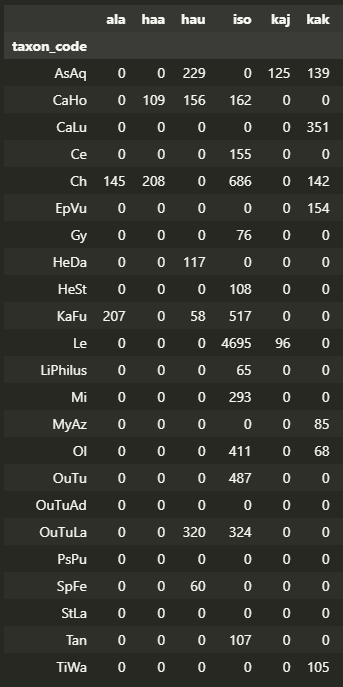 ala haa hau iso kaj kak
taxon_code
AsAq 0 0 229 0 125 139
CaHo 0 109 156 162 0 0
CaLu 0 0 0 0 0 351
Ce 0 0 0 155 0 0
Ch 145 208 0 686 0 142
EpVu 0 0 0 0 0 154
Gy 0 0 0 76 0 0
HeDa 0 0 117 0 0 0
HeSt 0 0 0 108 0 0
KaFu 207 0 58 517 0 0
Le 0 0 0 4695 96 0
LiPhilus 0 0 0 65 0 0
Mi 0 0 0 293 0 0
MyAz 0 0 0 0 0 85
Ol 0 0 0 411 0 68
OuTu 0 0 0 487 0 0
OuTuAd 0 0 0 0 0 0
OuTuLa 0 0 320 324 0 0
PsPu 0 0 0 0 0 0
SpFe 0 0 60 0 0 0
StLa 0 0 0 0 0 0
Tan 0 0 0 107 0 0
TiWa 0 0 0 0 0 105